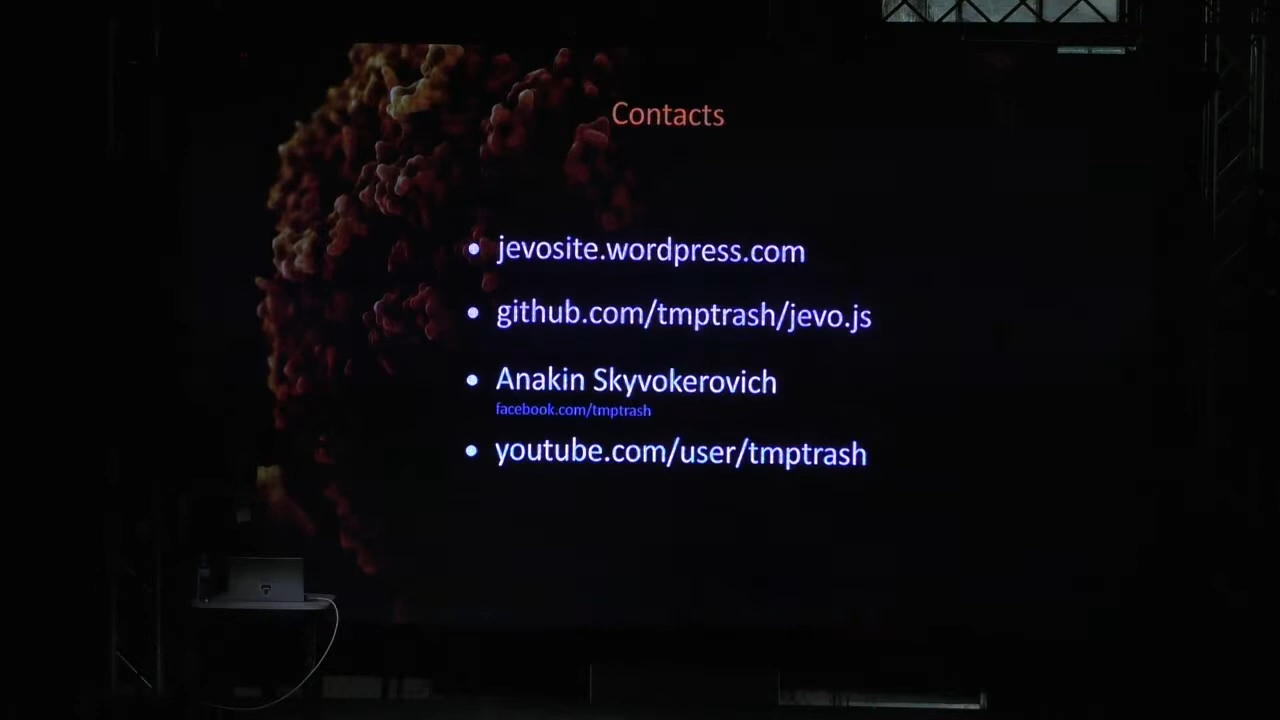 Contacts
• jevosite.wordpress.com
• github.com/tmptrash/jevo.js
• Anakin Skyvokerovich
facebook.com/tmptrash
• youtube.com/user/tmptrash